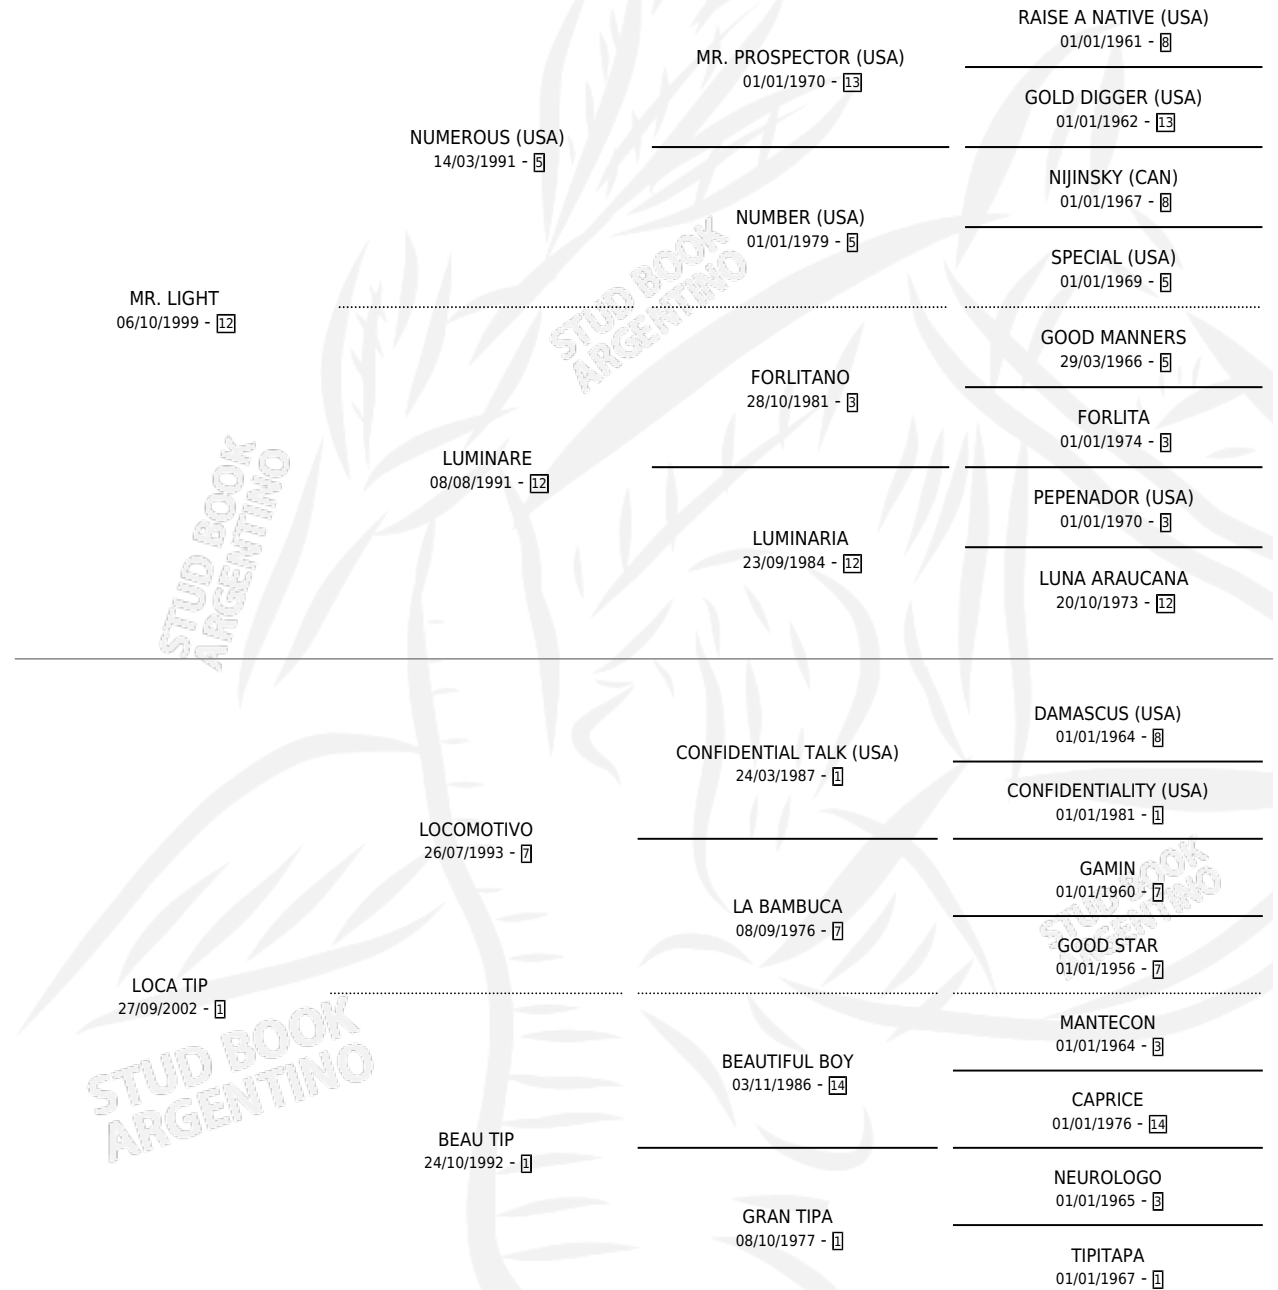 RAISE A NATIVE (USA)
01/01/1961 - 8
MR. PROSPECTOR (USA)
01/01/1970 - 13
GOLD DIGGER (USA)
01/01/1962 - 13
NUMEROUS (USA)
14/03/1991 - 5
NIJINSKY (CAN)
01/01/1967 - 8
NUMBER (USA)
01/01/1979 - 5
SPECIAL (USA)
01/01/1969 - 5
MR. LIGHT
06/10/1999 - 12
STUD BOOK
ARGENTINO
GOOD MANNERS
29/03/1966 - 5
FORLITANO
28/10/1981 - 3
FORLITA
01/01/1974 - 3
LUMINARE
08/08/1991 - 12
PEPENADOR (USA)
01/01/1970 - 3
LUMINARIA
23/09/1984 - 12
LUNA ARAUCANA
20/10/1973 - 12
STUD BOOK
ARGENTINO
DAMASCUS (USA)
01/01/1964 - 8
CONFIDENTIAL TALK (USA)
24/03/1987 - 1
CONFIDENTIALITY (USA)
01/01/1981 - 1
LOCOMOTIVO
26/07/1993 - 7
GAMIN
01/01/1960 - 7
LA BAMBUCA
08/09/1976 - 7
GOOD STAR
01/01/1956 - 7
STUD BOOK
ARGENTINO
LOCA TIP
27/09/2002 - 1
MANTECON
01/01/1964 - 3
BEAUTIFUL BOY
03/11/1986 - 14
CAPRICE
01/01/1976 - 14
STUD BOOK
ARGENTINO
BEAU TIP
24/10/1992 - 1
NEUROLOGO
01/01/1965 - 3
GRAN TIPA
08/10/1977 - 1
TIPITAPA
01/01/1967 - 1